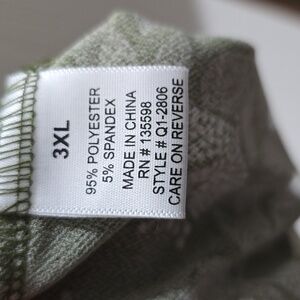 3XL
95% POLYESTER
5% SPANDEX
MADE IN CHINA
RN # 135598
STYLE # Q1-2806
CARE ON REVERSE